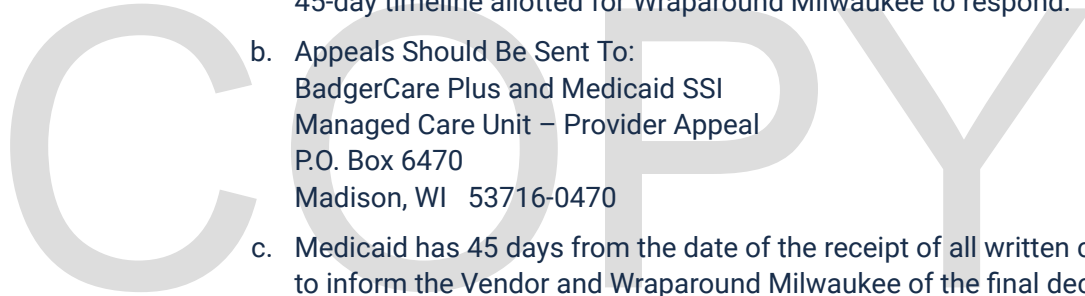 45-day timeline allotted for Wraparound Milwaukee to respond.
b. Appeals Should Be Sent To:
BadgerCare Plus and Medicaid SSI
Managed Care Unit – Provider Appeal
P.O. Box 6470
Madison, WI 53716-0470
c. Medicaid has 45 days from the date of the receipt of all written
to inform the Vendor and Wraparound Milwaukee of the final
COPY